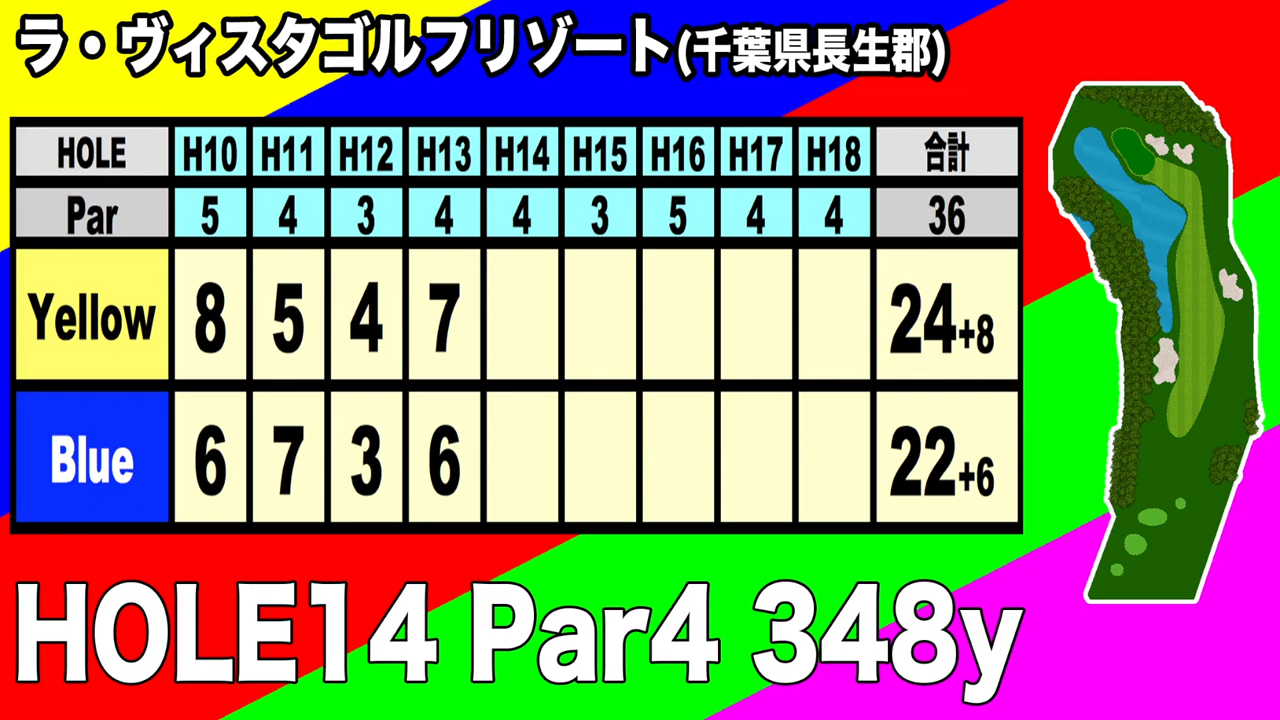 ラ・ヴィスタゴルフリゾート(千葉県長生郡)
HOLE H10 H11 H12 H13 H14 H15 H16 H17 H18 合計
Par 5 4 3 4 4 3 5 4 4 36
Yellow 8 5 4 7 24+8
Blue 6 7 3 6 22+6
HOLE14 Par4 348y